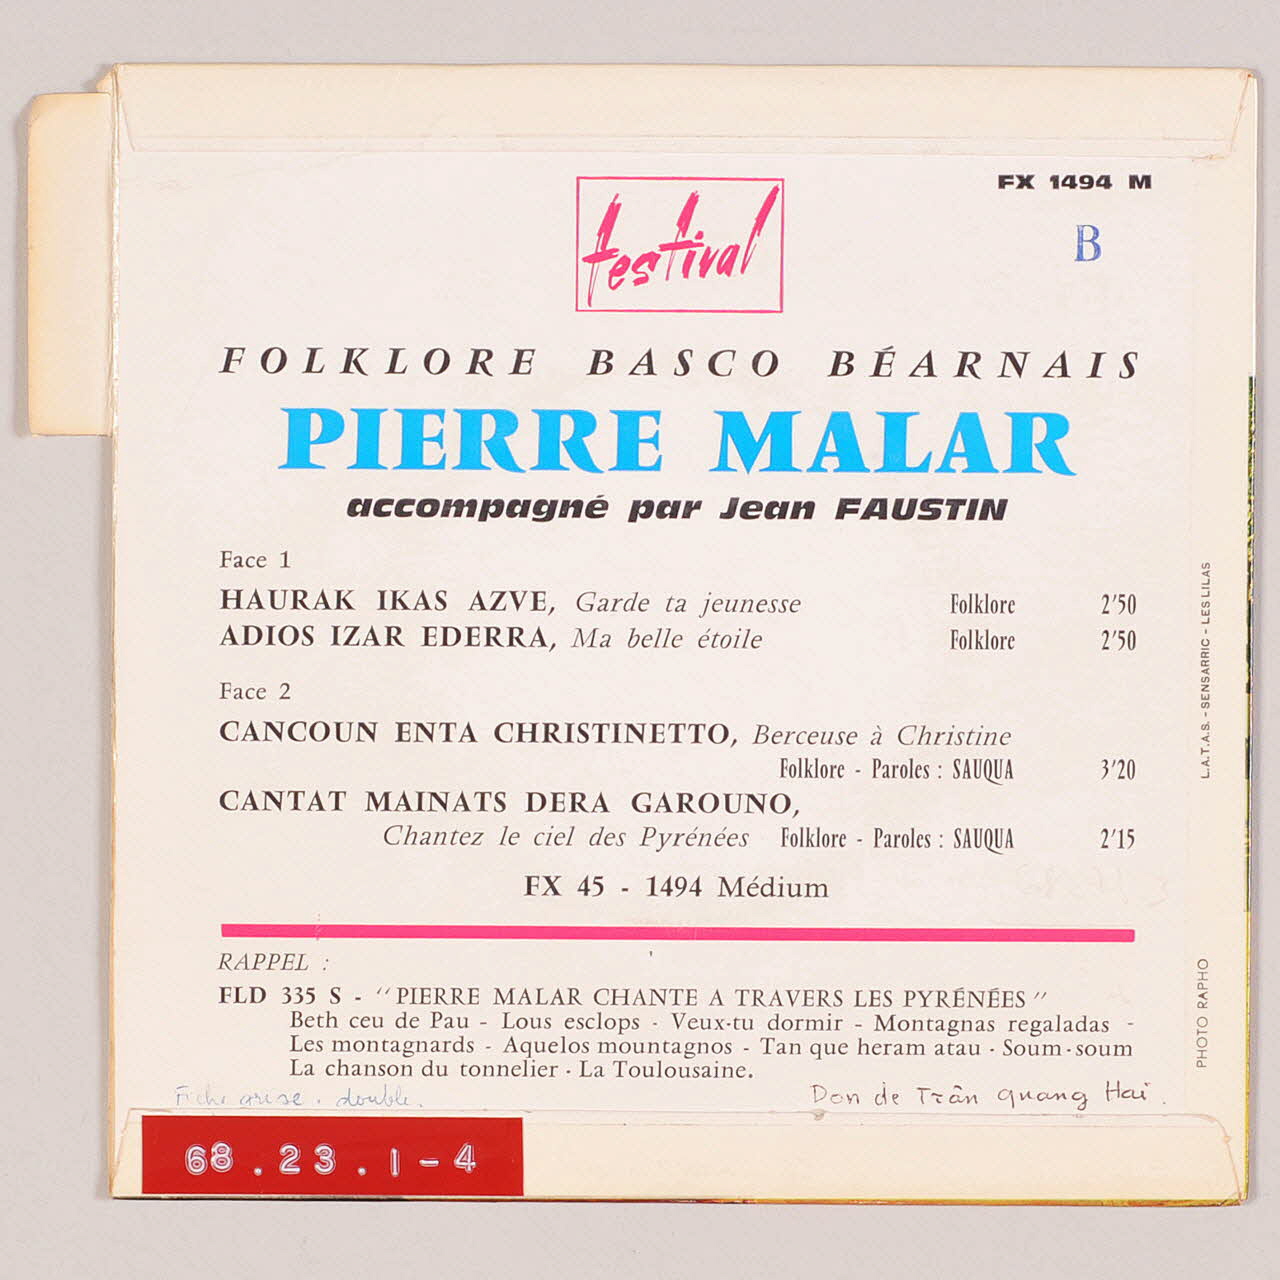 FX 1494 M
festival
B
FOLKLORE BASCO BÉARNAIS
PIERRE MALAR
accompagné par Jean FAUSTIN
Face 1
HAURAK IKAS AZVE, Garde ta jeunesse Folklore 2'50
ADIOS IZAR EDERRA, Ma belle étoile Folklore 2'50
Face 2
CANCOUN ENTA CHRISTINETTO, Berceuse à Christine
Folklore - Paroles : SAUQUA 3'20
CANTAT MAINATS DERA GAROUNO,
Chantez le ciel des Pyrénées Folklore - Paroles : SAUQUA 2'15
FX 45 - 1494 Médium
RAPPEL :
FLD 335 S - "PIERRE MALAR CHANTE A TRAVERS LES PYRÉNÉES"
Beth ceu de Pau - Lous esclops - Veux-tu dormir - Montagnas regaladas -
Les montagnards - Aquelos mountagnos - Tan que heram atau - Soum-soum
La chanson du tonnelier - La Toulousaine.
Fiche grise. double.
Don de Trân Quang Hai.
68.23.1-4
L.A.T.A.S. - SENSARRIC - LES LILAS
PHOTO RAPHO